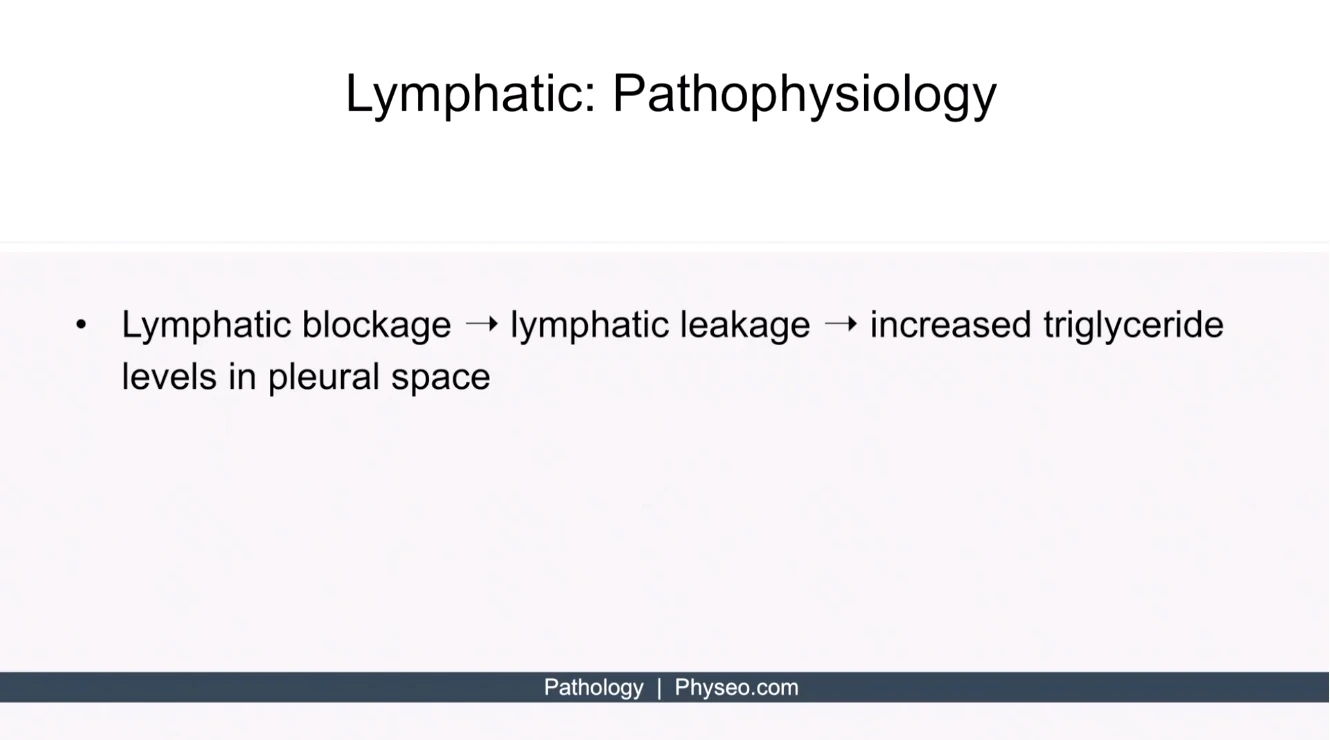 Lymphatic: Pathophysiology
• Lymphatic blockage → lymphatic leakage → increased triglyceride
levels in pleural space
Pathology | Physeo.com